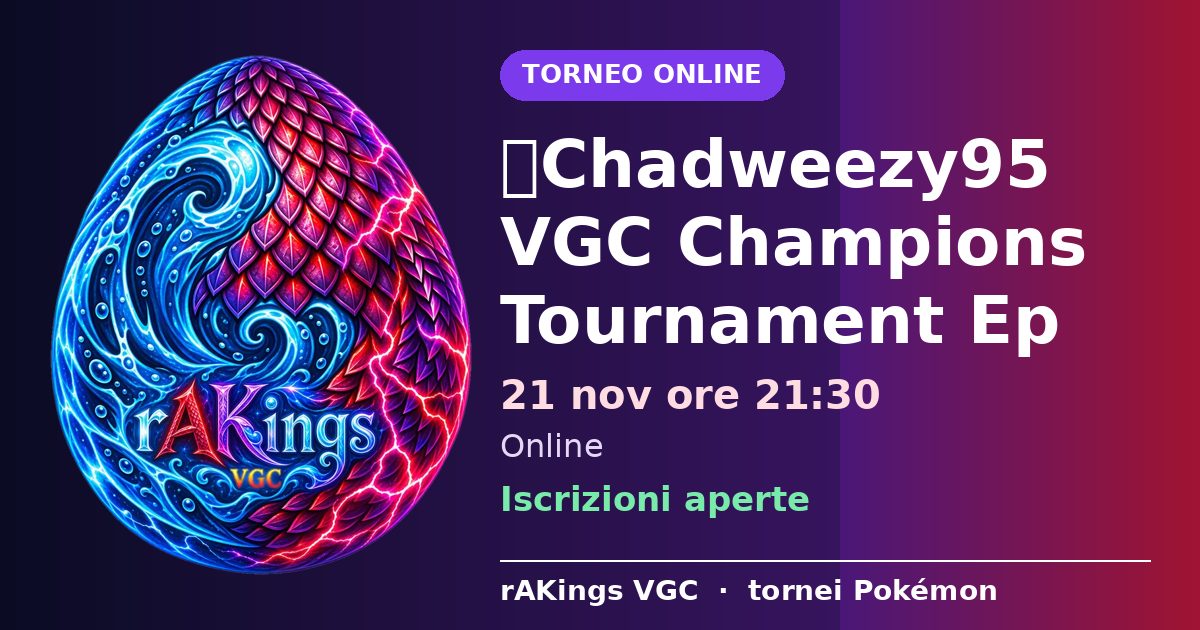 TORNEO ONLINE
Chadweezy95
VGC Champions
Tournament Ep
21 nov ore 21:30
Online
Iscrizioni aperte
rAKings
VGC
rAKings VGC · tornei Pokémon